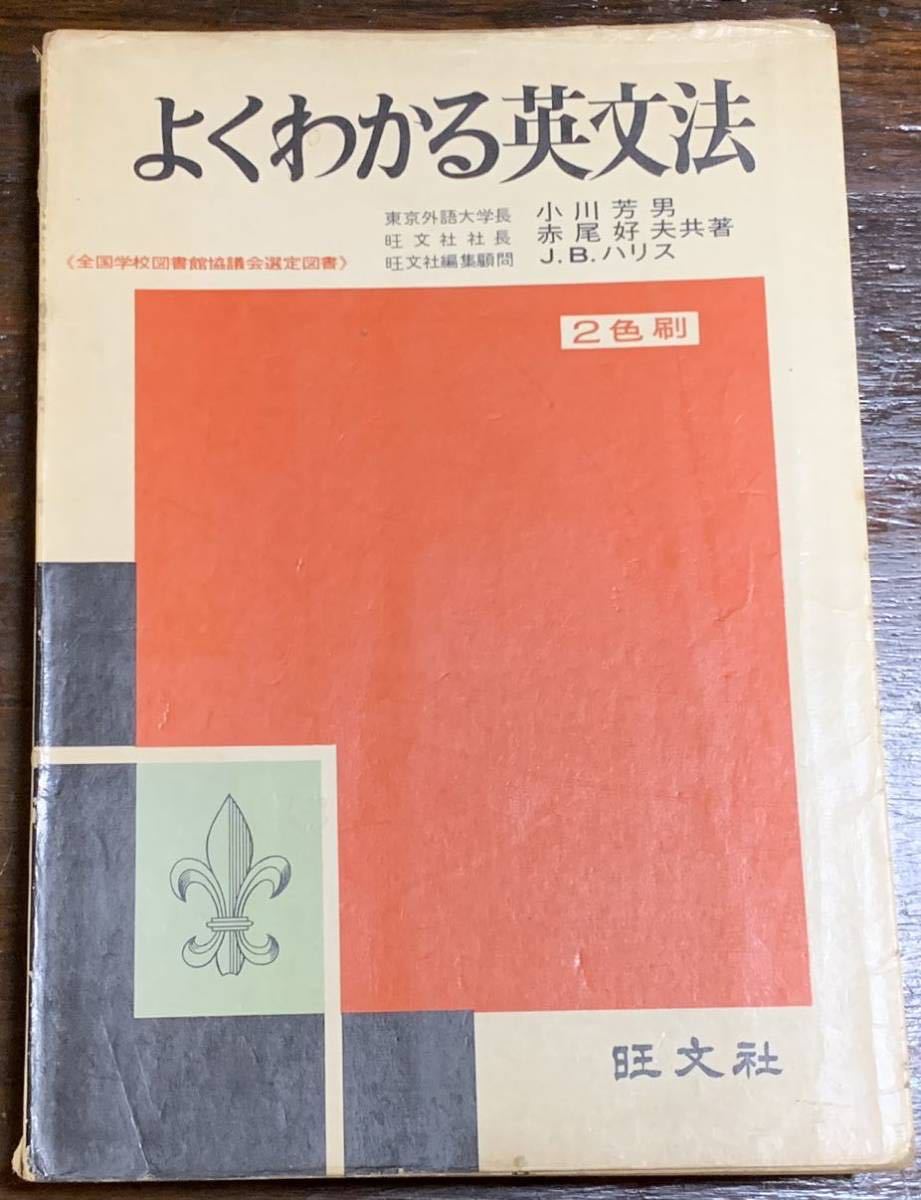 よくわかる英文法
東京外語大学長 小川芳男
旺文社社長 赤尾好夫共著
《全国学校図書館協議会選定図書》 旺文社編集顧問 J.B.ハリス
2色刷
旺文社